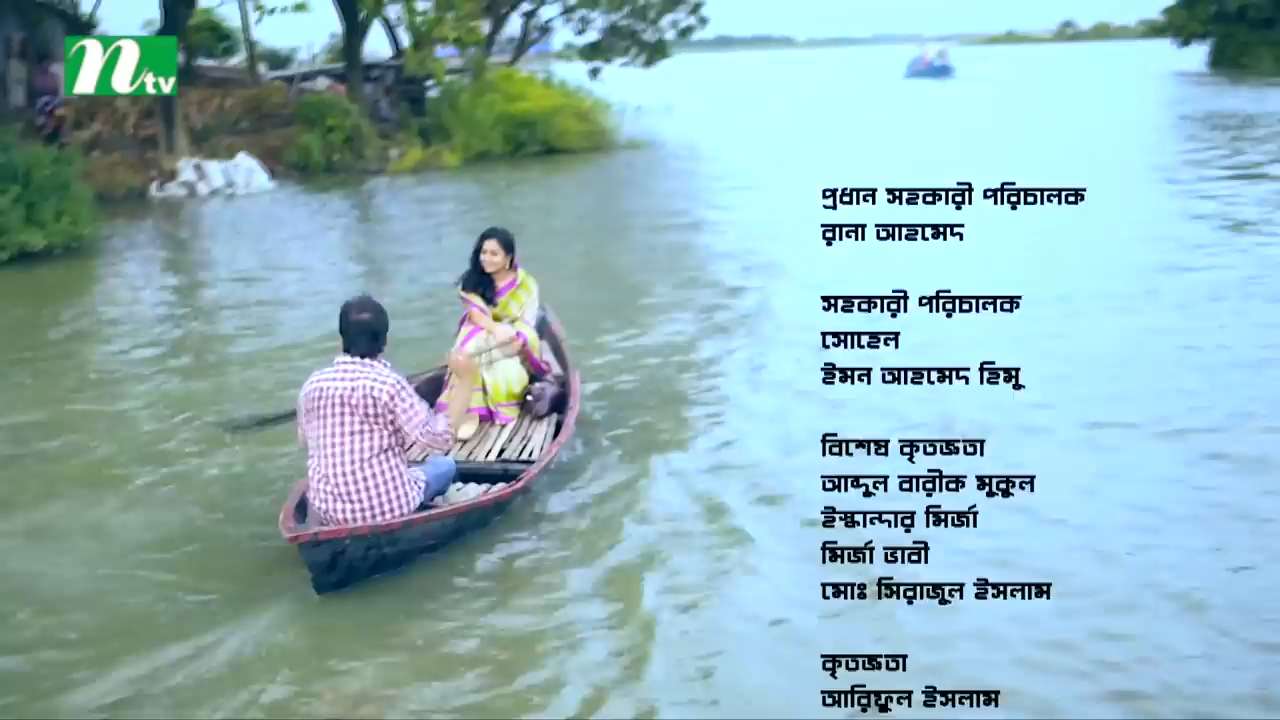 ntv
প্রধান সহকারী পরিচালক
রানা আহমেদ
সহকারী পরিচালক
সোহেল
ইমন আহমেদ হিমু
বিশেষ কৃতজ্ঞতা
আব্দুল বারীক মুকুল
ইস্কান্দার মির্জা
মির্জা ভাবী
মোঃ সিরাজুল ইসলাম
কৃতজ্ঞতা
আরিফুল ইসলাম